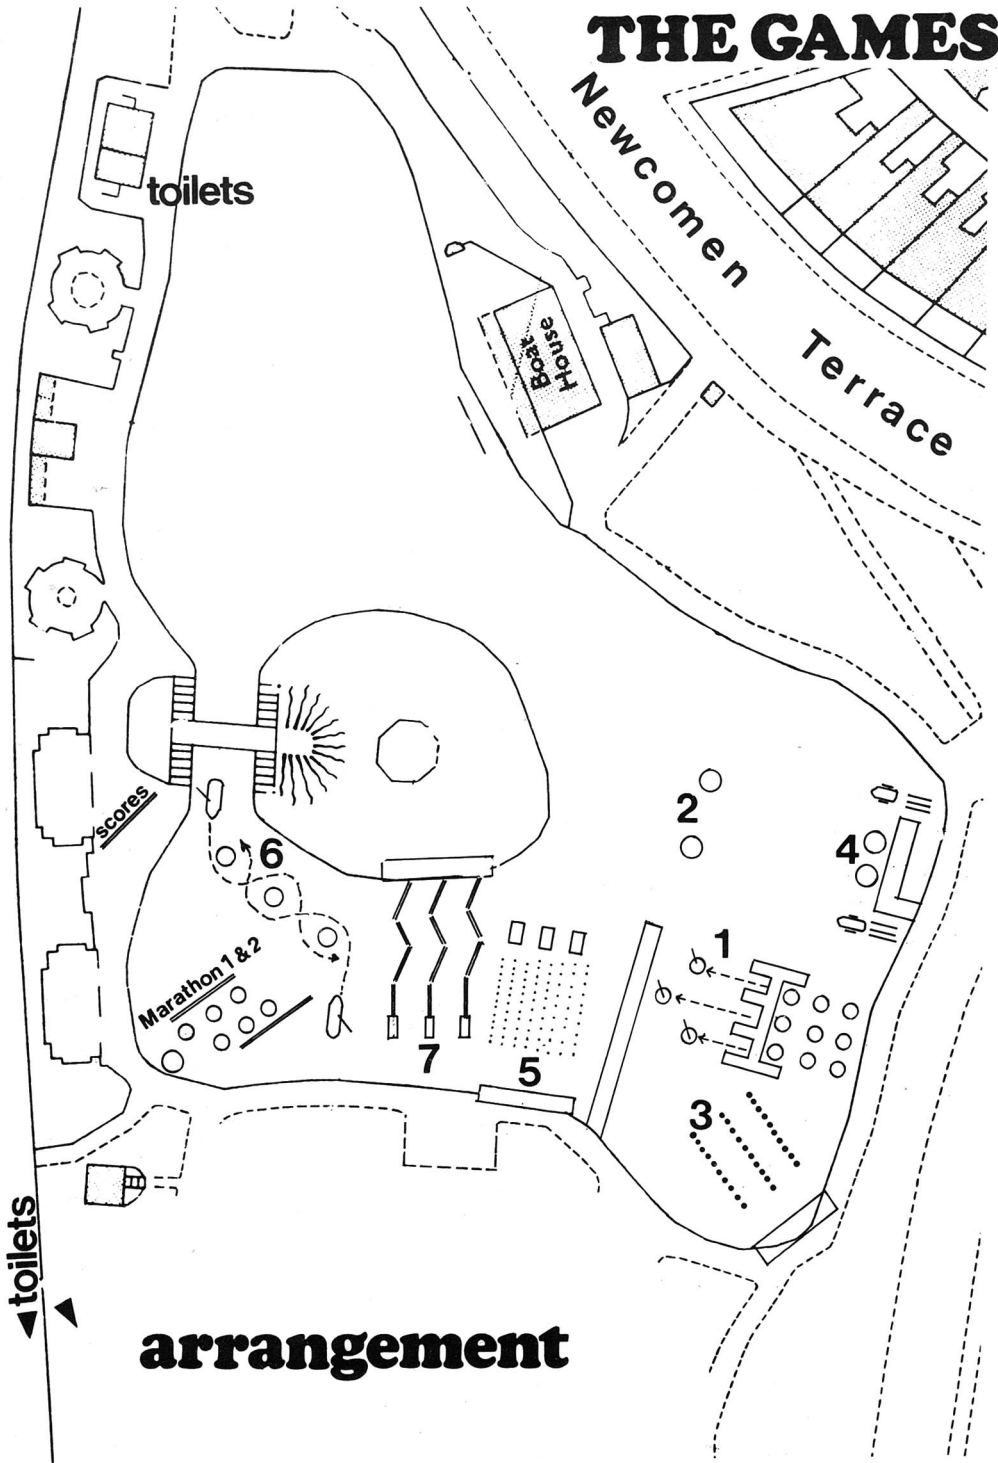 THE GAMES
Newcomen Terrace
toilets
Boat
House
scores
6
2
4
1
Marathon 1 & 2
7
5
3
◀toilets
arrangement